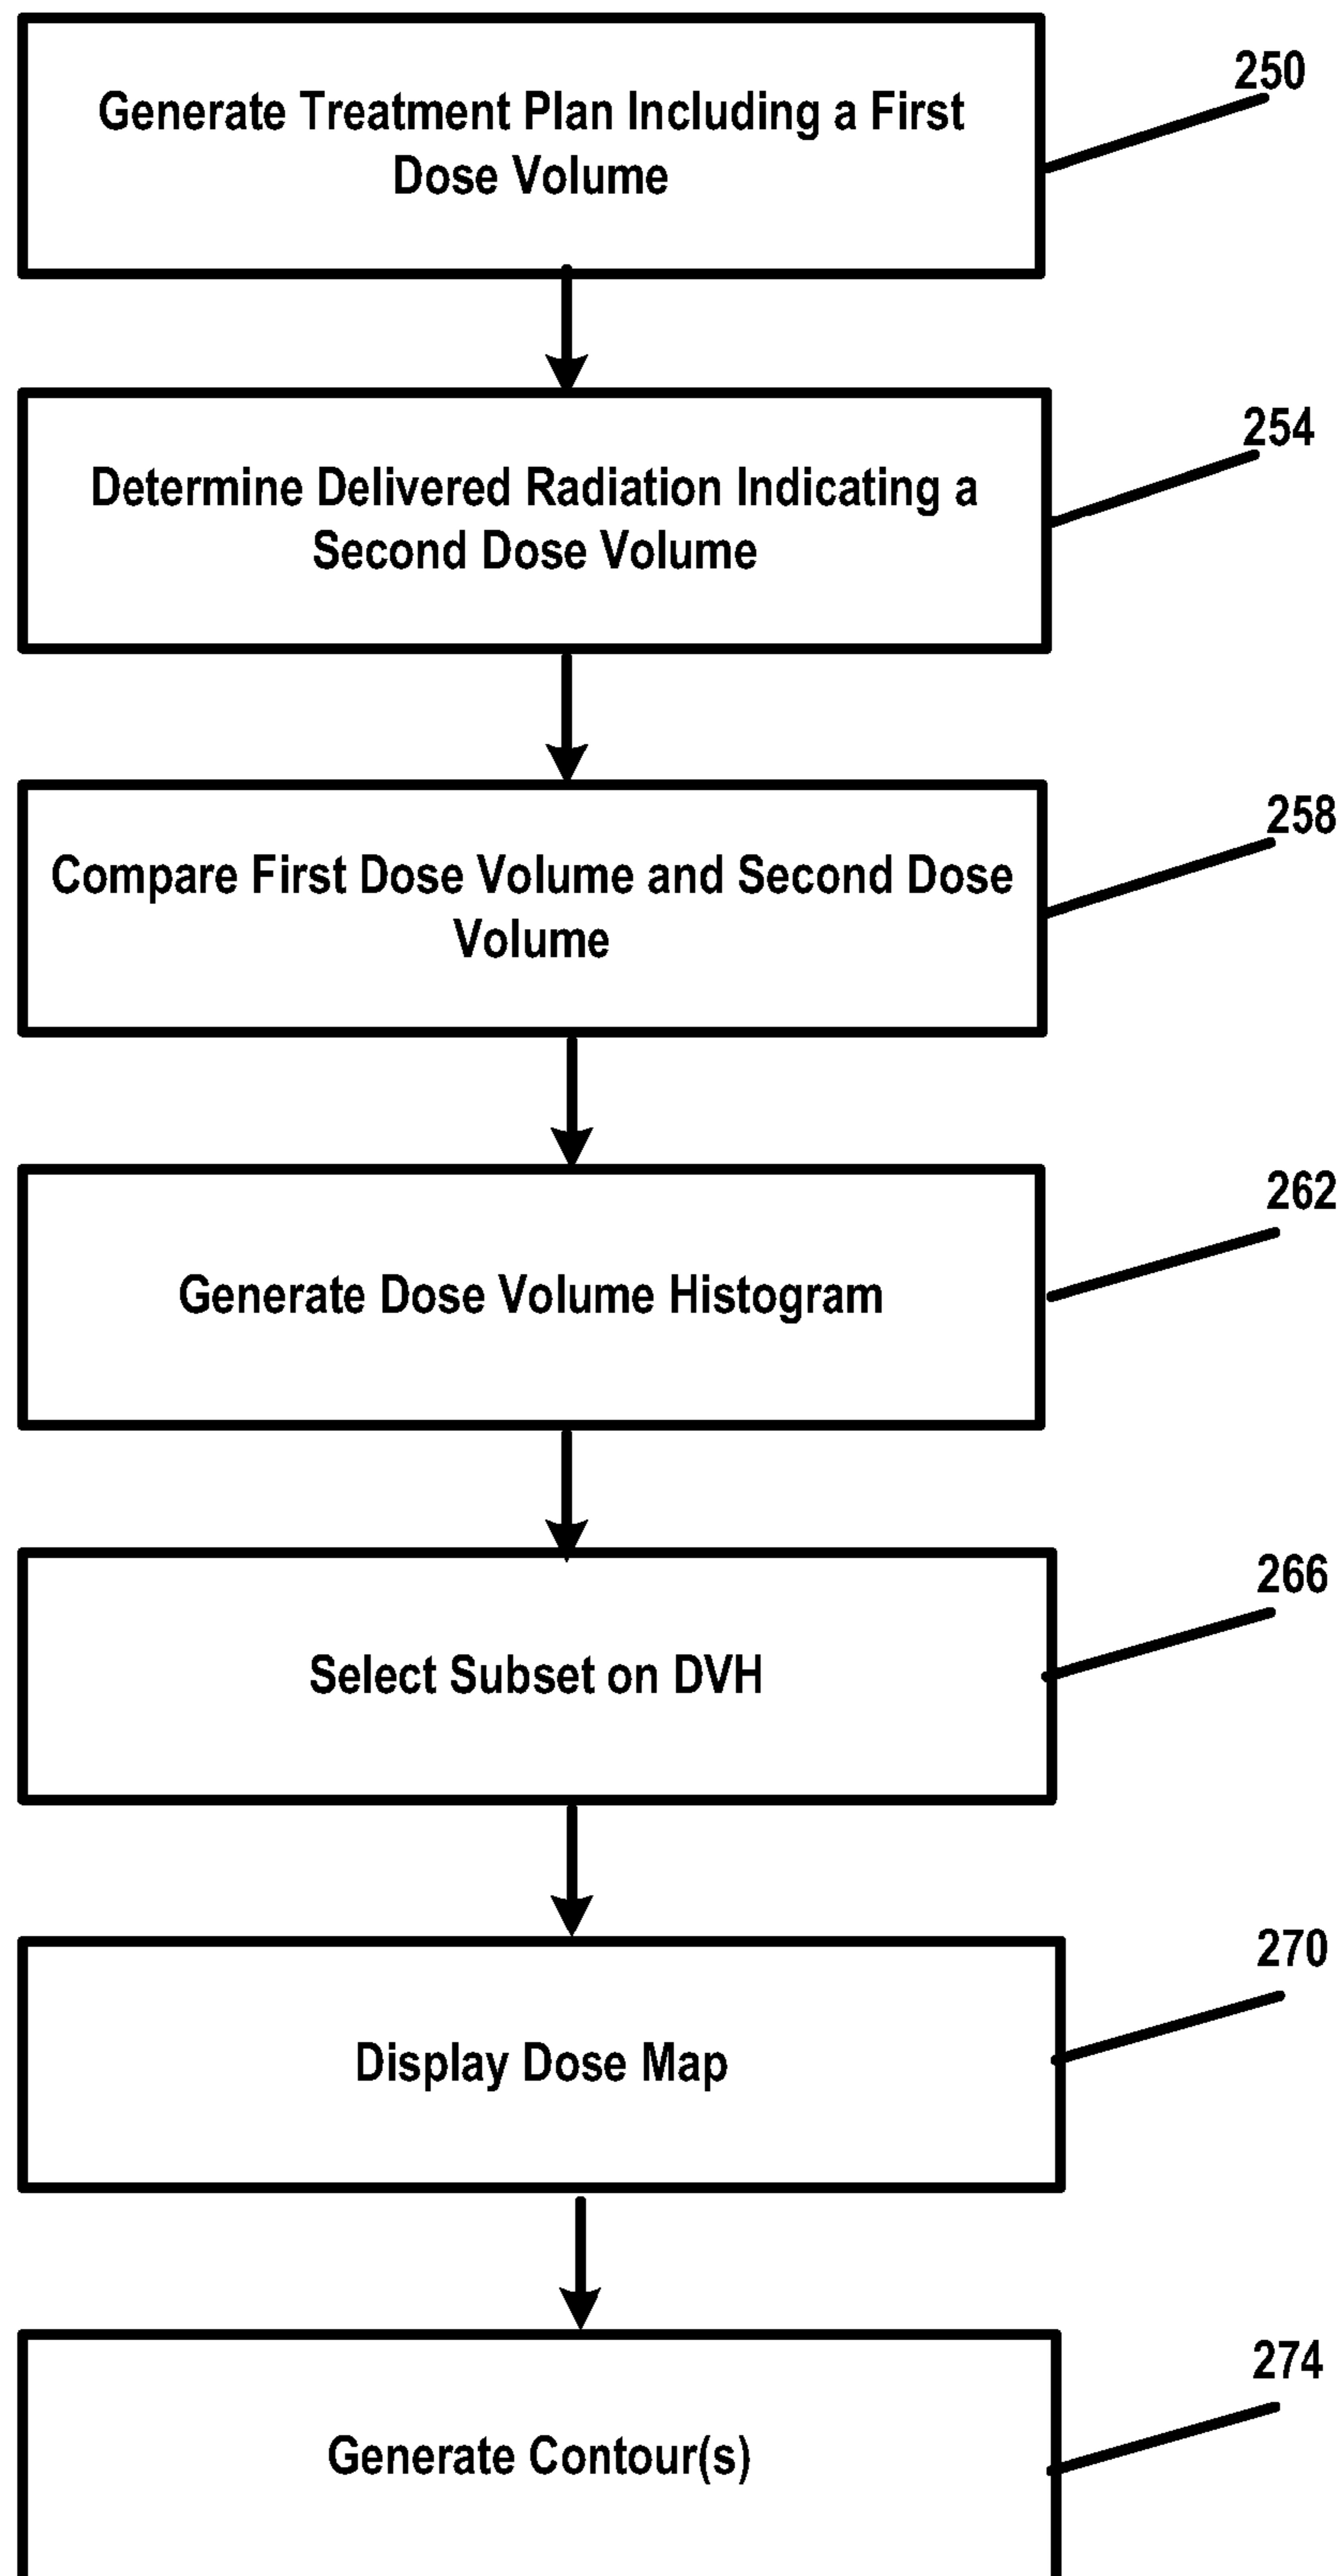 Generate Treatment Plan Including a First
Dose Volume
250
Determine Delivered Radiation Indicating a
Second Dose Volume
254
Compare First Dose Volume and Second Dose
Volume
258
Generate Dose Volume Histogram
262
Select Subset on DVH
266
Display Dose Map
270
Generate Contour(s)
274